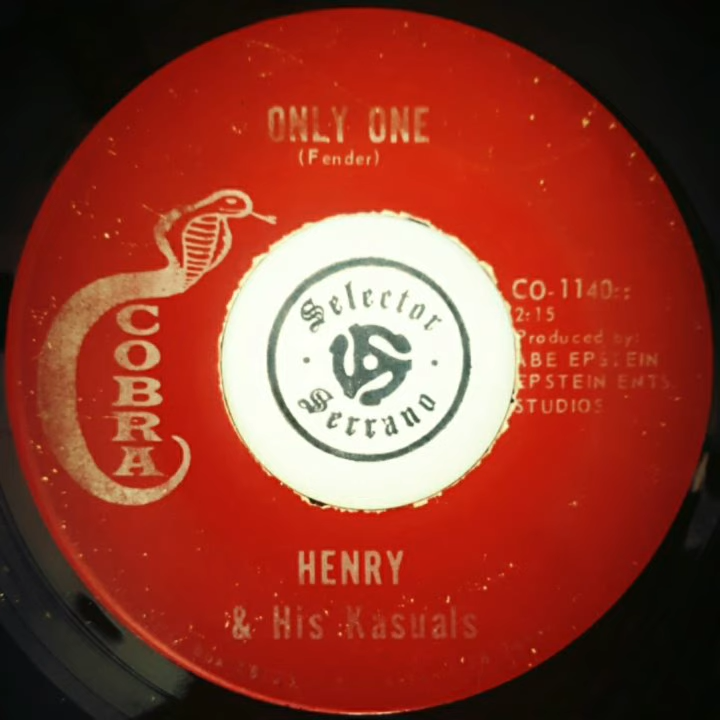 ONLY ONE
(Fender)
COBRA
Selector
Serrano
CO-1140
2:15
Produced by:
ABE EPSTEIN
EPSTEIN ENTS.
STUDIOS
HENRY
& His Kasuals